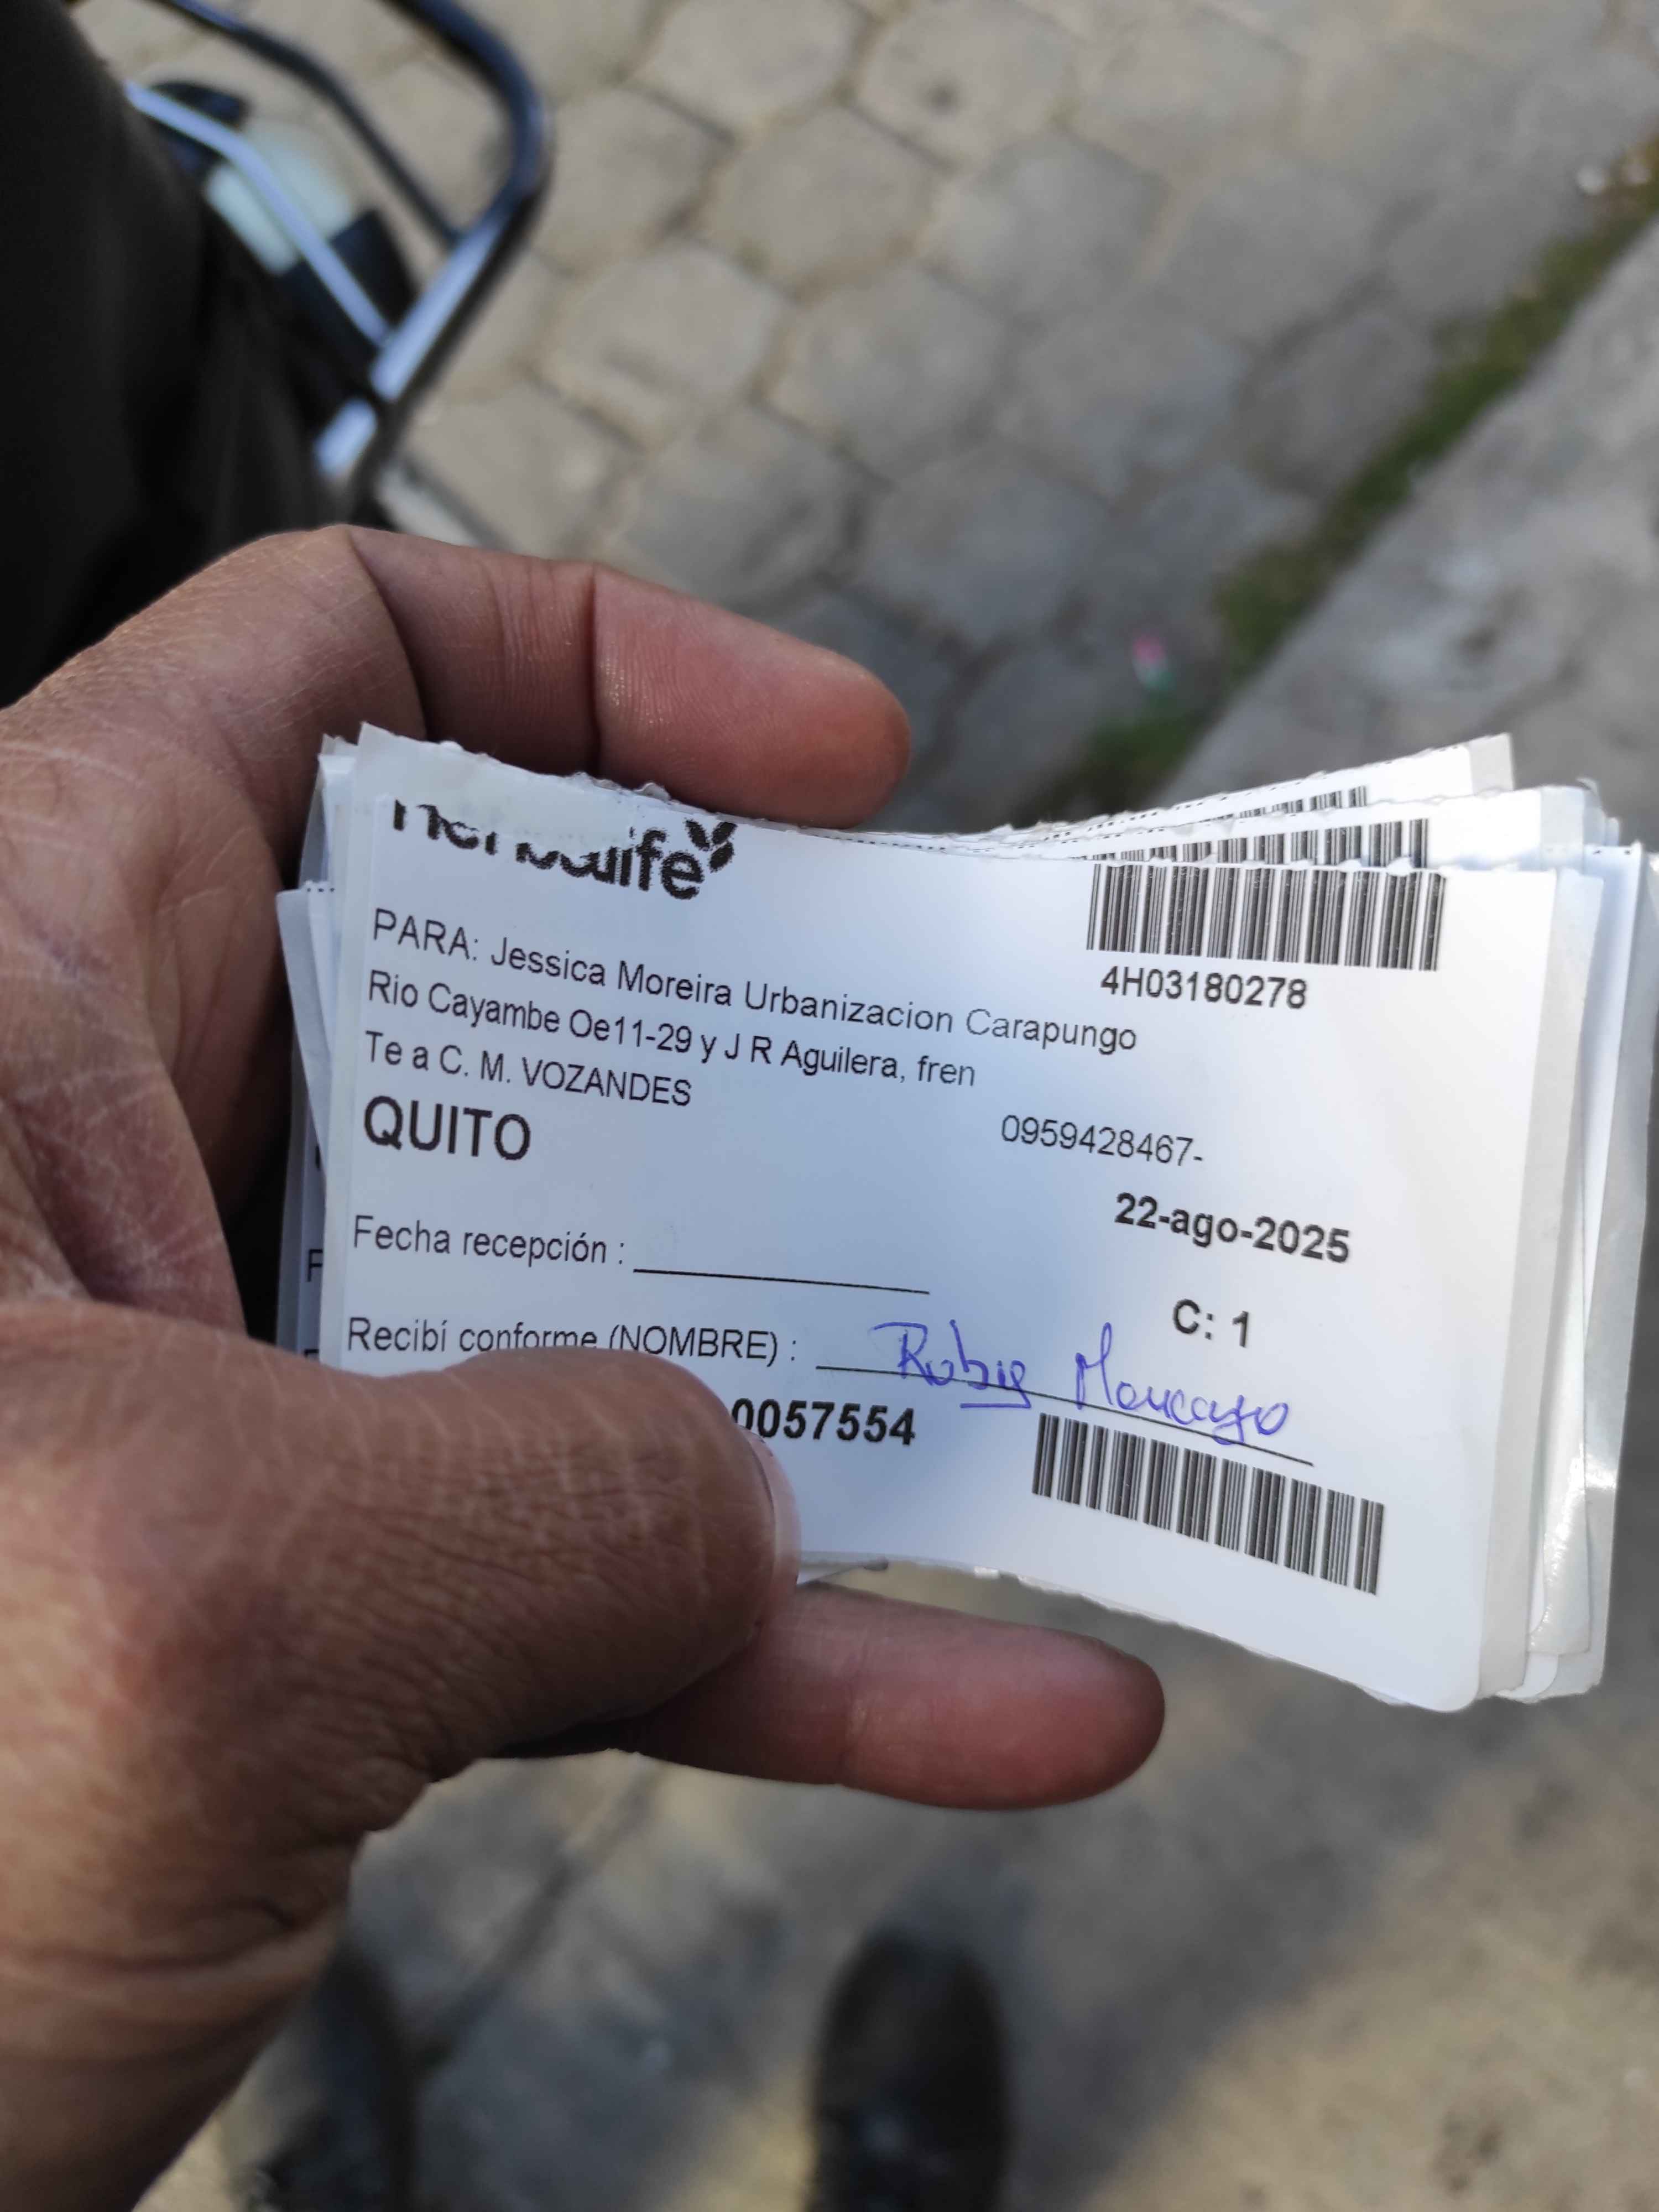 Herbalife
4H03180278
PARA: Jessica Moreira Urbanizacion Carapungo
Rio Cayambe Oe11-29 y J R Aguilera, fren
Te a C. M. VOZANDES
QUITO
0959428467-
22-ago-2025
Fecha recepción :
C: 1
Recibí conforme (NOMBRE) : Moncayo
0057554